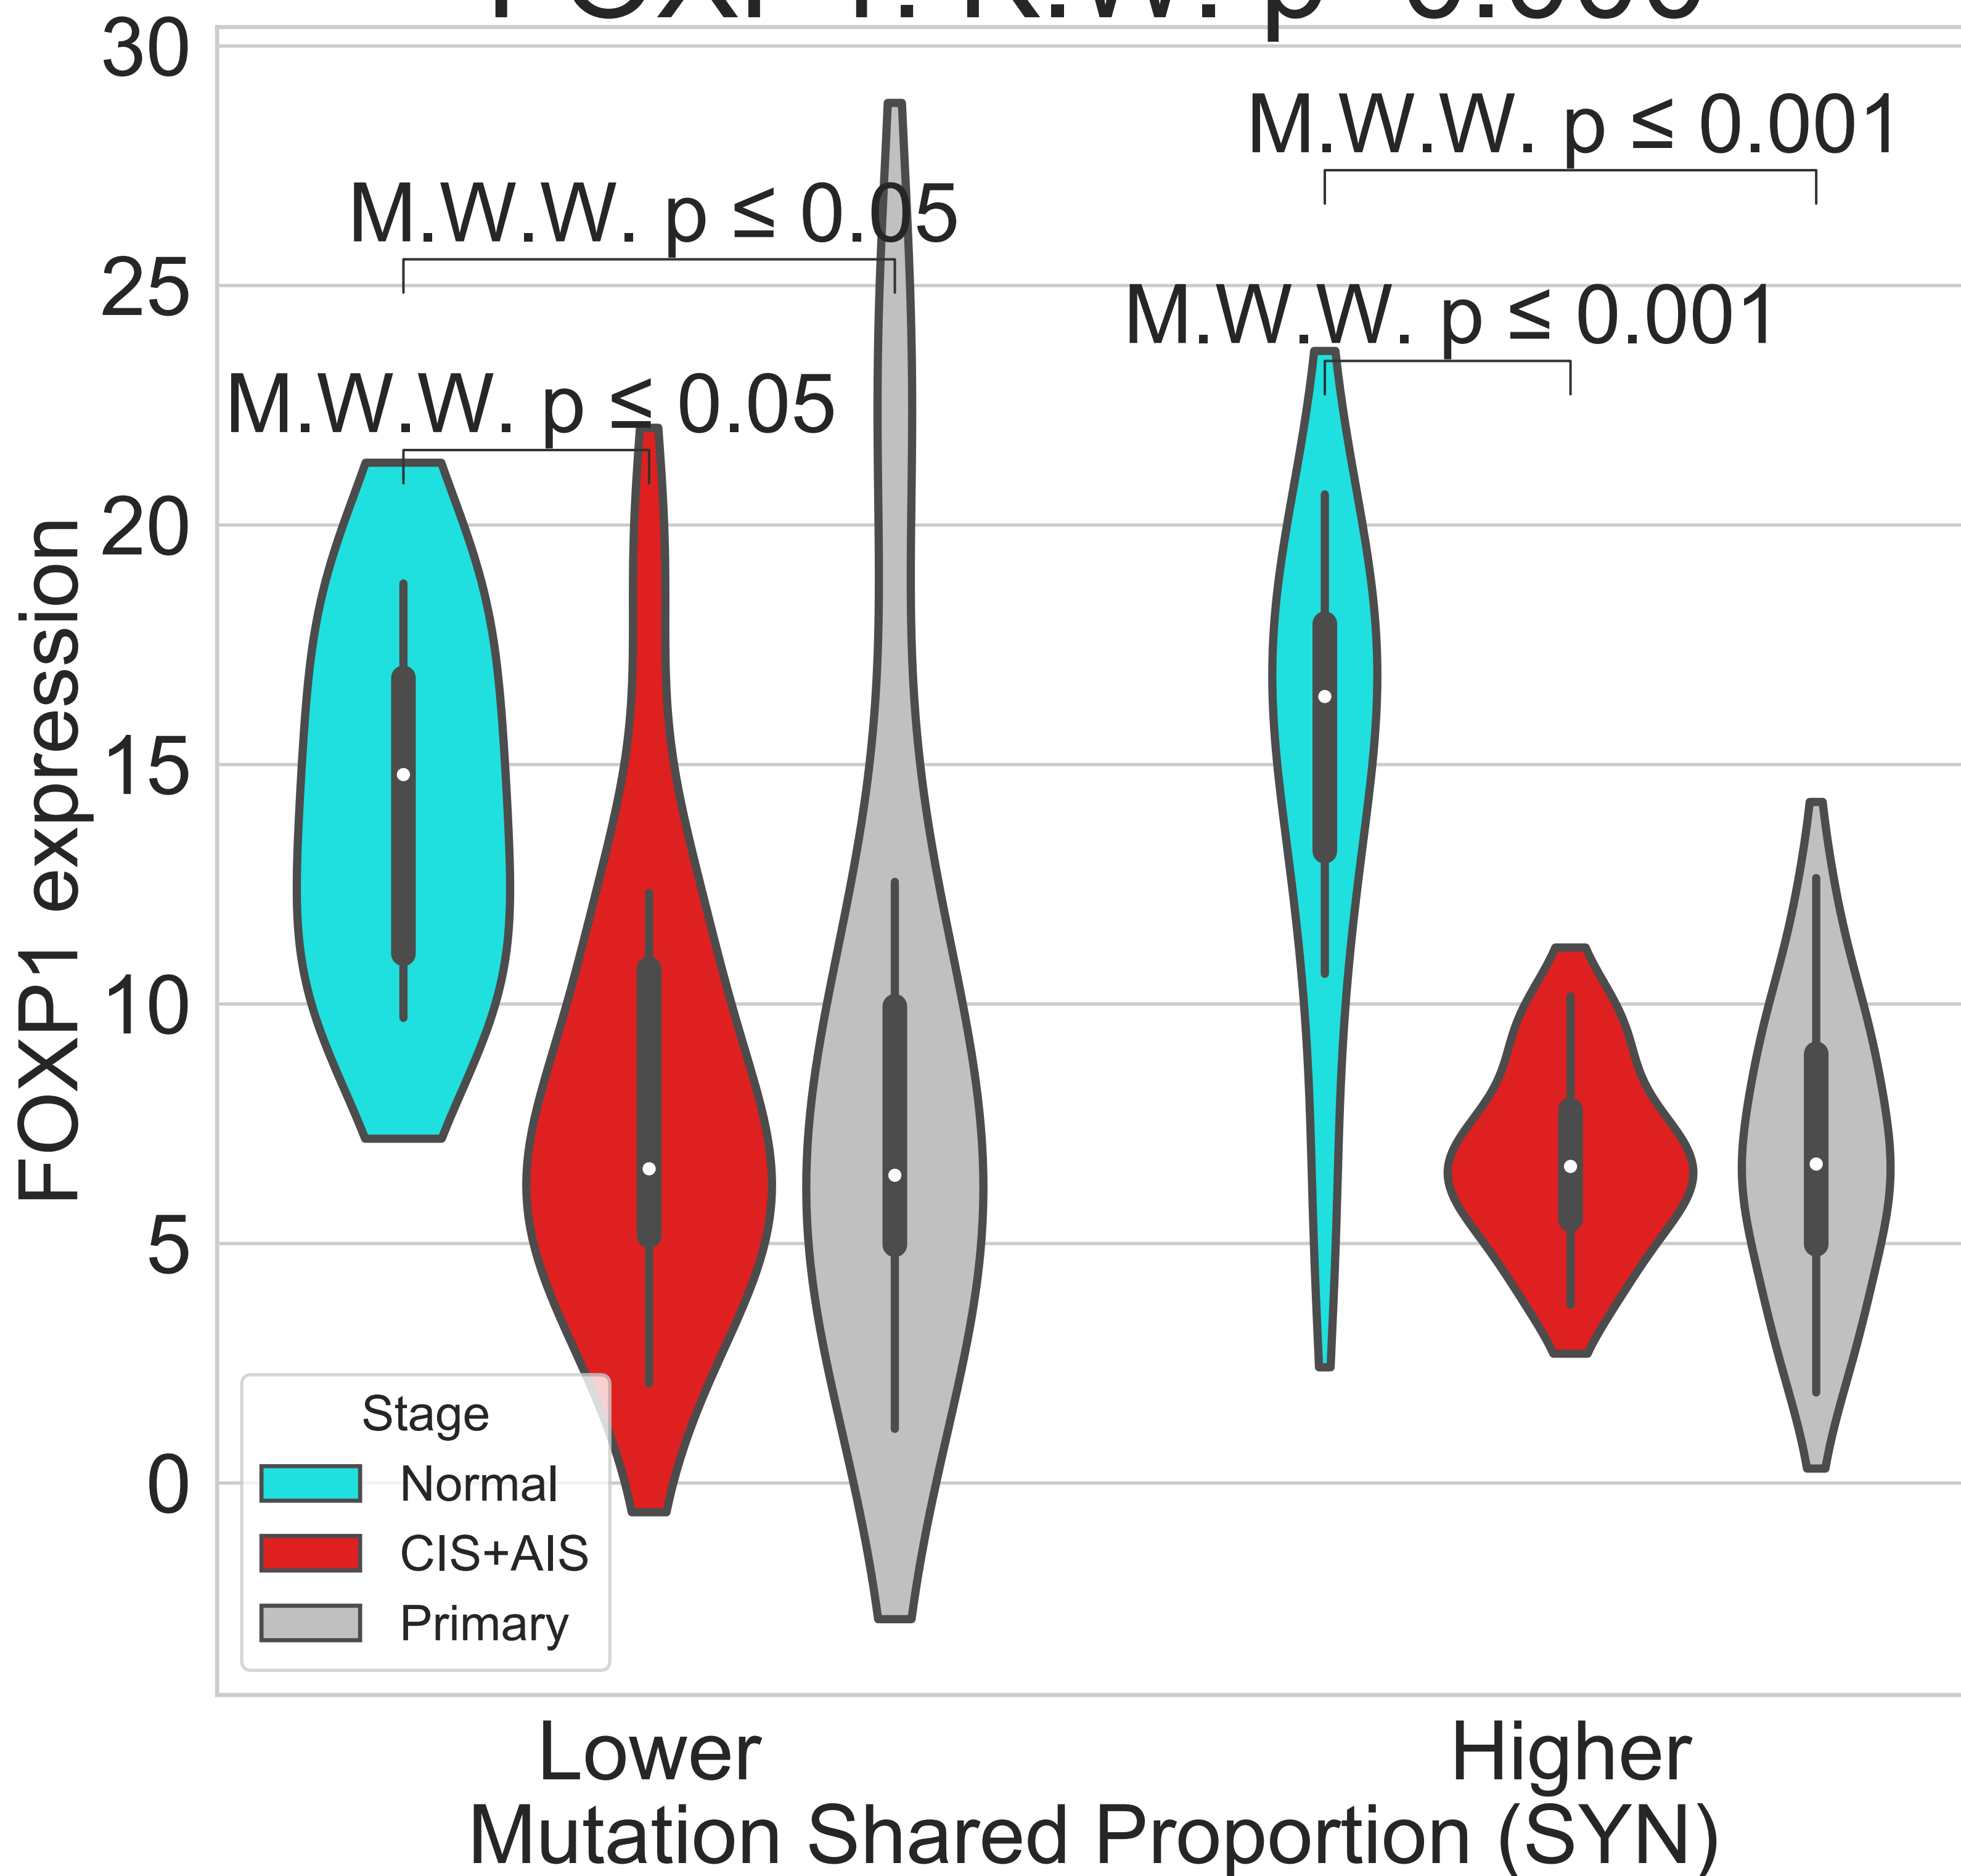 30
M.W.W. p ≤ 0.001
M.W.W. p ≤ 0.05
25
M.W.W. p ≤ 0.001
M.W.W. p ≤ 0.05
20
15
10
5
0
FOXP1 expression
Stage
Normal
CIS+AIS
Primary
Lower
Higher
Mutation Shared Proportion (SYN)